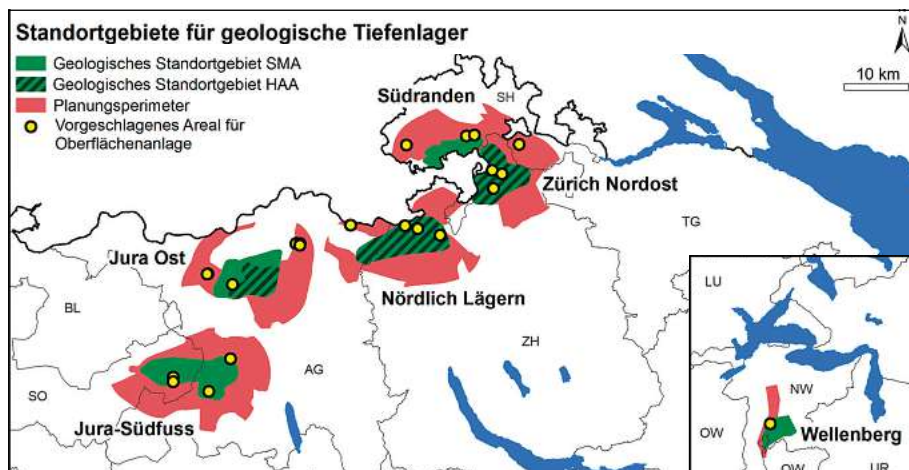 Standortgebiete für geologische Tiefenlager
Geologisches Standortgebiet SMA
Geologisches Standortgebiet HAA
Planungsperimeter
Vorgeschlagenes Areal für
Oberflächenanlage
N
10 km
Südranden
SH
Zürich Nordost
TG
Jura Ost
Nördlich Lägern
BL
ZH
AG
SO
Jura-Südfuss
LU
NW
OW
Wellenberg
OW
UR